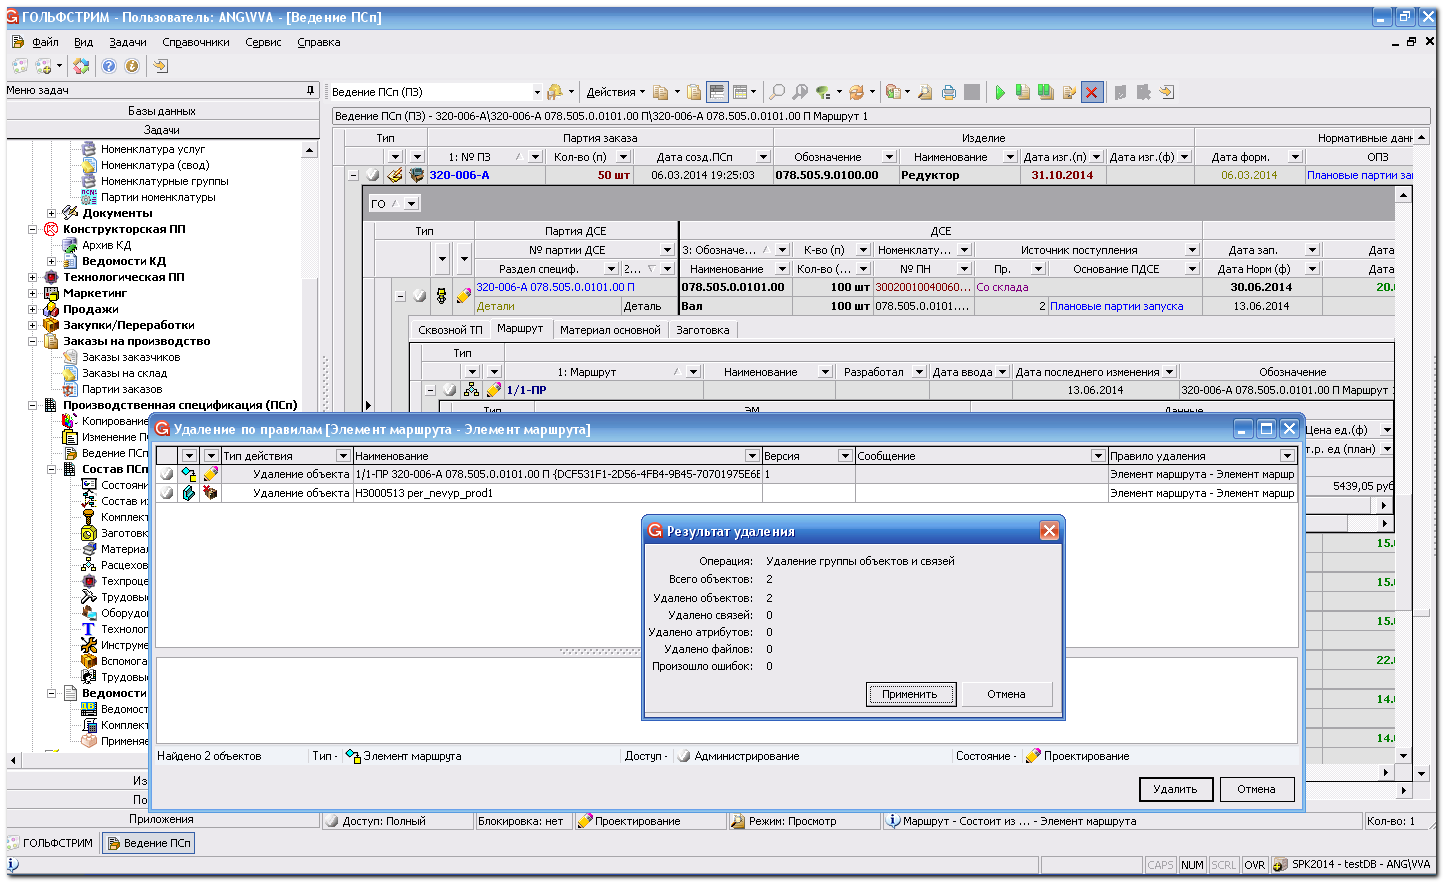 ГОЛЬФСТРИМ - Пользователь: ANG\VVA - [Ведение ПСп]
Файл Вид Задачи Справочники Сервис Справка
Меню задач
Базы данных
Задачи
Номенклатура услуг
Номенклатура (свод)
Номенклатурные группы
Партии номенклатуры
Документы
Конструкторская ПП
Архив КД
Ведомости КД
Технологическая ПП
Маркетинг
Продажи
Закупки/Переработки
Заказы на производство
Заказы заказчиков
Заказы на склад
Партии заказов
Производственная спецификация (ПСп)
Копирование
Изменение П
Ведение ПСп
Состав ПСп
Состояни
Состав из
Комплект
Заготовк
Материал
Расцехов
Техпроце
Трудовы
Оборудо
Технолог
Инструме
Вспомога
Трудовы
Ведомости
Ведомост
Комплект
Применяе
Из
По
Приложения
Ведение ПСп (ПЗ) Действия
Ведение ПСп (ПЗ) - 320-006-А\320-006-А 078.505.0.0101.00 П\320-006-А 078.505.0.0101.00 П Маршрут 1
Тип Партия заказа Изделие Нормативные данн
1: № ПЗ Кол-во (п) Дата созд.ПСп Обозначение Наименование Дата изг.(п) Дата изг.(ф) Дата форм. ОПЗ
320-006-А 50 шт 06.03.2014 19:25:03 078.505.9.0100.00 Редуктор 31.10.2014 06.03.2014 Плановые партии за
ГО
Тип Партия ДСЕ ДСЕ
№ партии ДСЕ 3: Обозначе... К-во (п) Номенклату... Источник поступления Дата зап. Дата
Раздел специф. 2... Наименование Кол-во (... № ПН Пр. Основание ПДСЕ Дата Норм (ф) Дата
320-006-А 078.505.0.0101.00 П 078.505.0.0101.00 100 шт 30020010040060... Со склада 30.06.2014 20.
Детали Деталь Вал 100 шт 078.505.0.0101.... 2 Плановые партии запуска 13.06.2014
Сквозной ТП Маршрут Материал основной Заготовка
Тип
1: Маршрут Наименование Разработал Дата ввода Дата последнего изменения Обозначение
1/1-ПР 13.06.2014 320-006-А 078.505.0.0101.00 П Маршрут 1
Тип ЭМ Данные
Цена ед.(ф)
т.р. ед (план)
5439,05 руб
15.
15.
15.
22.
14.
14.
Удаление по правилам [Элемент маршрута - Элемент маршрута]
Тип действия Наименование Версия Сообщение Правило удаления
Удаление объекта 1/1-ПР 320-006-А 078.505.0.0101.00 П {DCF531F1-2D56-4FB4-9B45-70701975E6E 1 Элемент маршрута - Элемент маршр
Удаление объекта НЗ000513 per_nevyp_prod1 Элемент маршрута - Элемент маршр
Результат удаления
Операция: Удаление группы объектов и связей
Всего объектов: 2
Удалено объектов: 2
Удалено связей: 0
Удалено атрибутов: 0
Удалено файлов: 0
Произошло ошибок: 0
Применить Отмена
Найдено 2 объектов Тип - Элемент маршрута Доступ - Администрирование Состояние - Проектирование
Удалить Отмена
Доступ: Полный Блокировка: нет Проектирование Режим: Просмотр Маршрут - Состоит из ... - Элемент маршрута Кол-во: 1
ГОЛЬФСТРИМ Ведение ПСп
CAPS NUM SCRL OVR SPK2014 - testDB - ANG\VVA